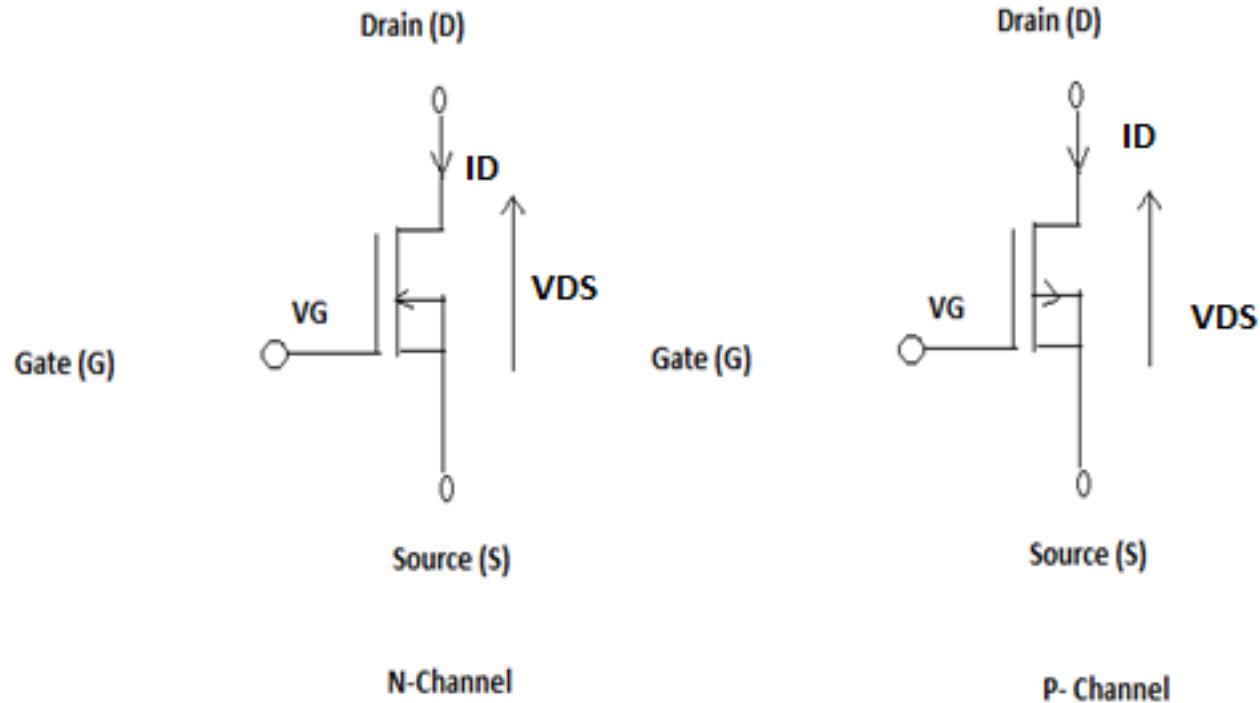 Drain (D)
ID
VDS
VG
Gate (G)
Source (S)
N-Channel
Drain (D)
ID
VDS
VG
Gate (G)
Source (S)
P- Channel